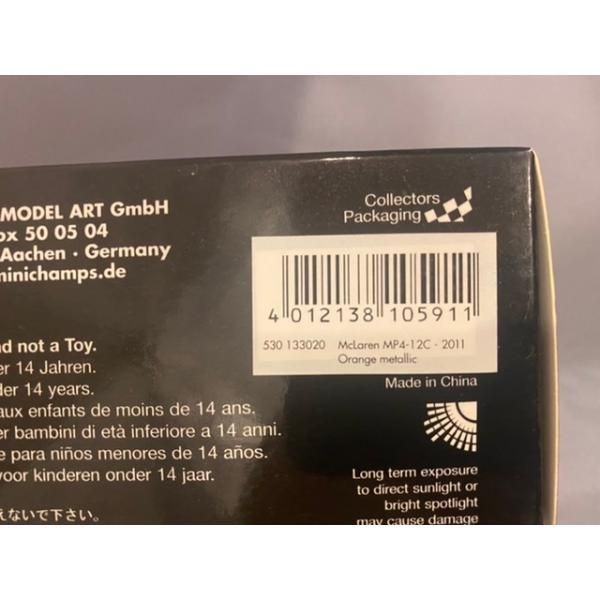 Collectors
Packaging
MODEL ART GmbH
ox 50 05 04
Aachen · Germany
minichamps.de
4 012138 105911
530 133020 McLaren MP4-12C - 2011
Orange metallic
Made in China
nd not a Toy.
er 14 Jahren.
der 14 years.
aux enfants de moins de 14 ans.
er bambini di età inferiore a 14 anni.
e para niños menores de 14 años.
voor kinderen onder 14 jaar.
えないで下さい。
Long term exposure
to direct sunlight or
bright spotlight
may cause damage